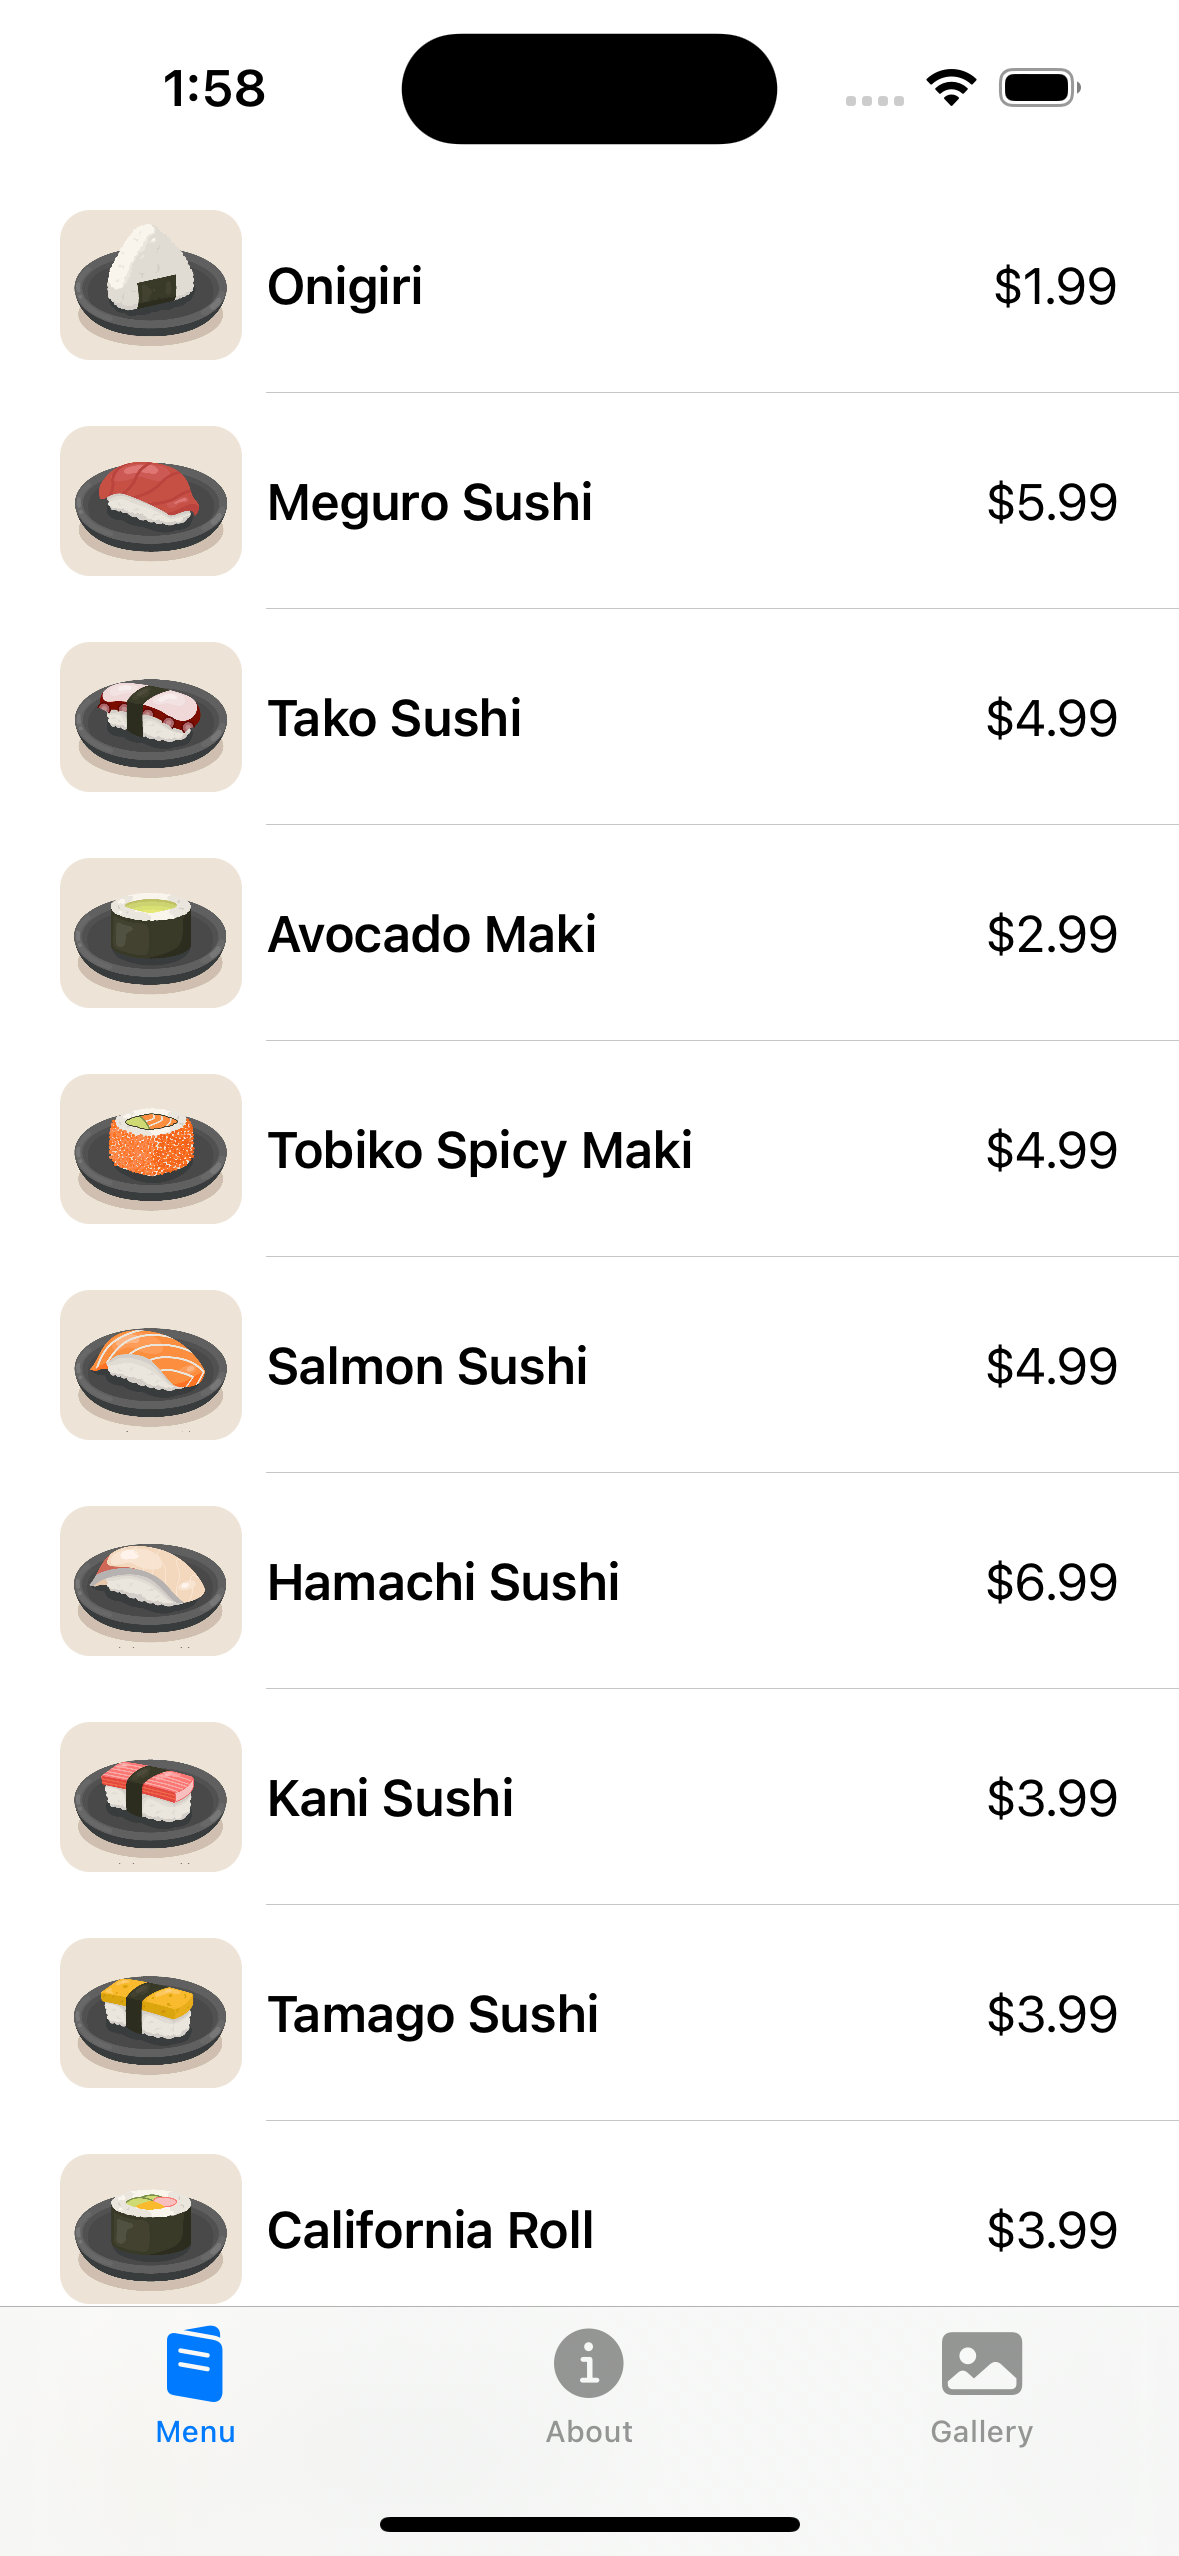 1:58
Onigiri $1.99
Meguro Sushi $5.99
Tako Sushi $4.99
Avocado Maki $2.99
Tobiko Spicy Maki $4.99
Salmon Sushi $4.99
Hamachi Sushi $6.99
Kani Sushi $3.99
Tamago Sushi $3.99
California Roll $3.99
Menu About Gallery